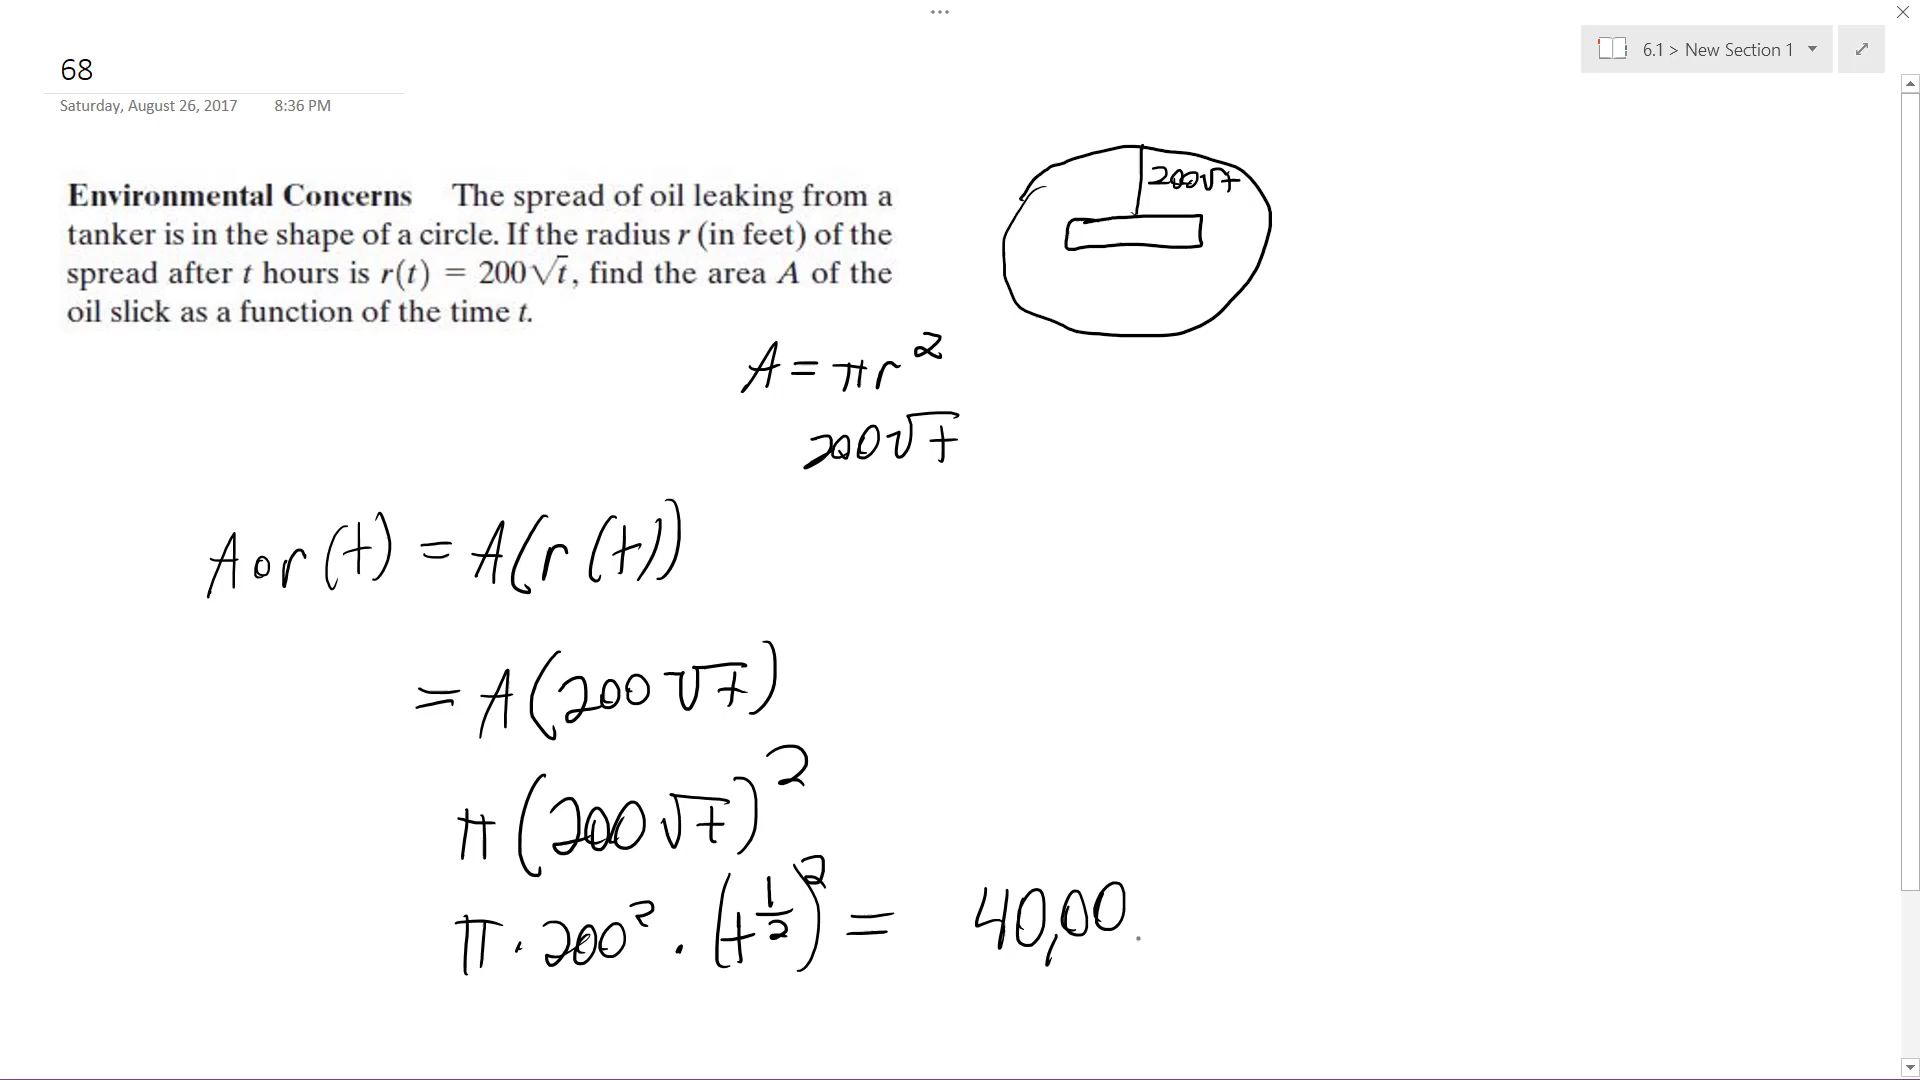 6.1 > New Section 1
68
Saturday, August 26, 2017 8:36 PM
Environmental Concerns The spread of oil leaking from a
tanker is in the shape of a circle. If the radius r (in feet) of the
spread after t hours is r(t) = 200√t, find the area A of the
oil slick as a function of the time t.
200√t
A = πr²
200√t
A∘r(t) = A(r(t))
= A(200√t)
π(200√t)²
π · 200² · (t^½)² = 40,00